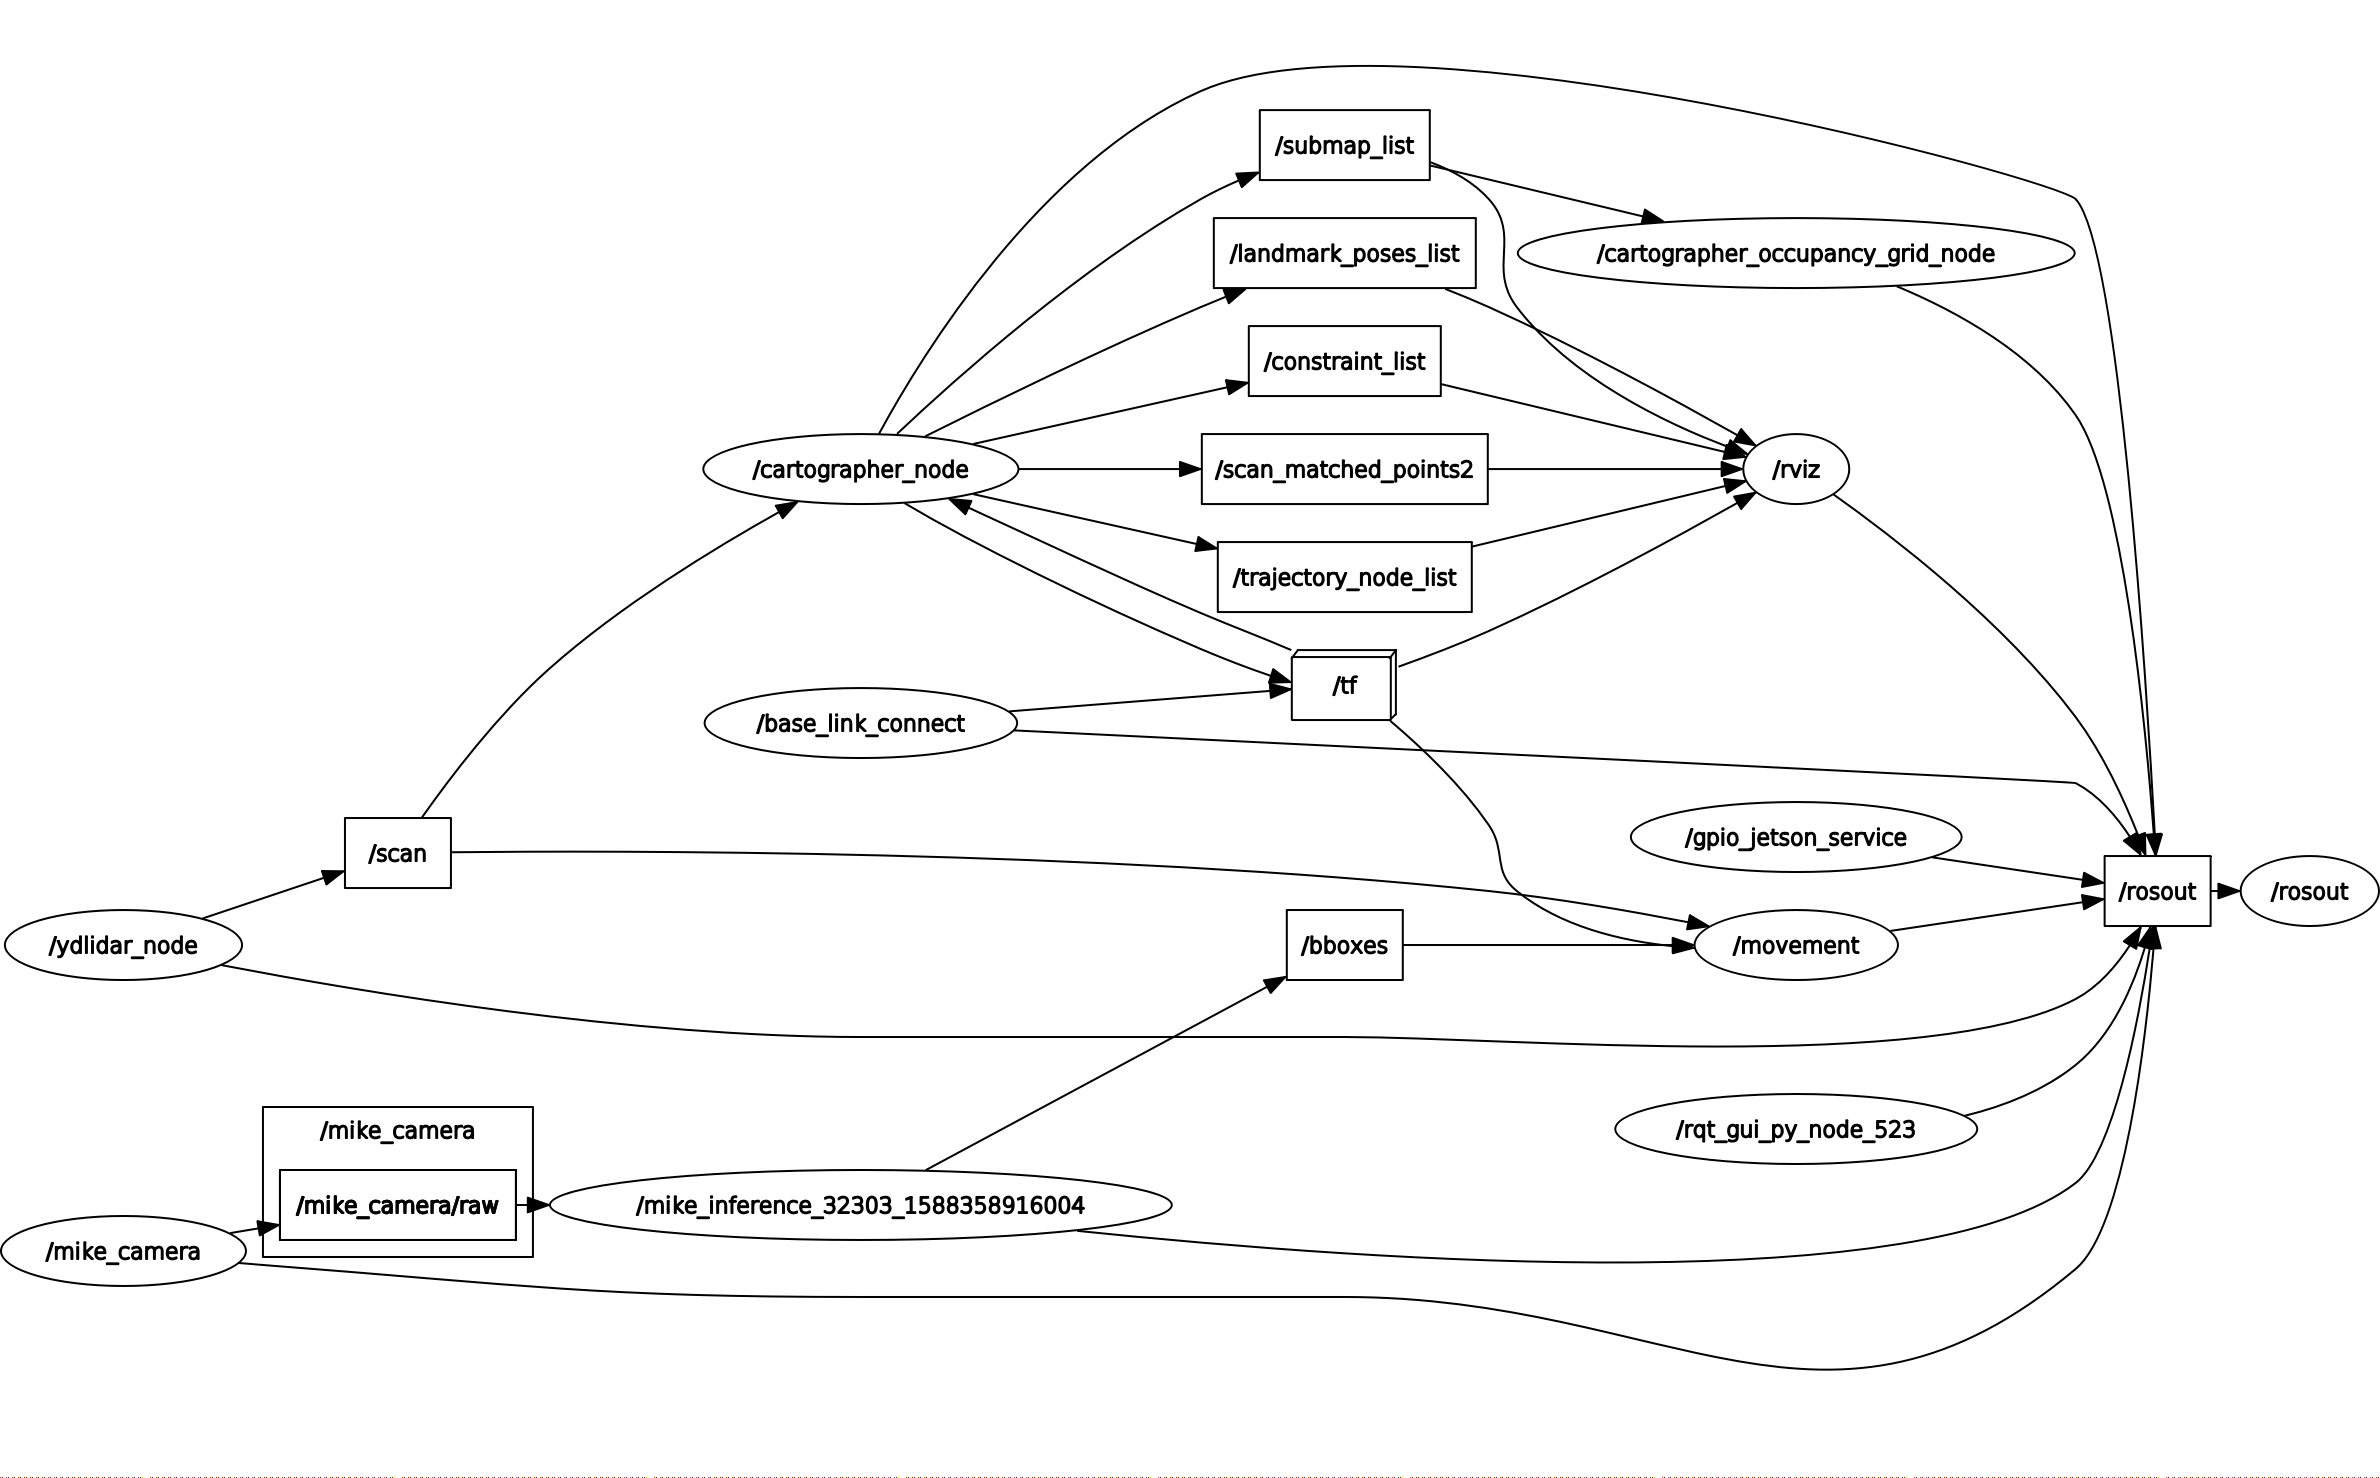 /submap_list
/landmark_poses_list
/cartographer_occupancy_grid_node
/constraint_list
/cartographer_node
/scan_matched_points2
/rviz
/trajectory_node_list
/tf
/base_link_connect
/gpio_jetson_service
/scan
/rosout
/rosout
/ydlidar_node
/bboxes
/movement
/mike_camera
/rqt_gui_py_node_523
/mike_camera/raw
/mike_inference_32303_1588358916004
/mike_camera